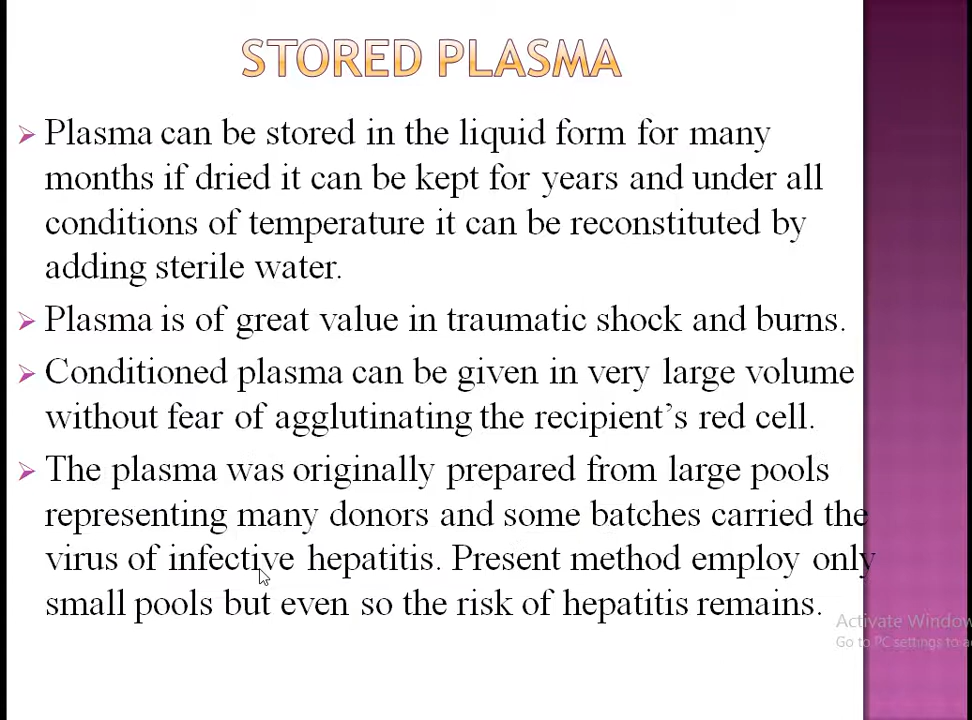 STORED PLASMA
Plasma can be stored in the liquid form for many
months if dried it can be kept for years and under all
conditions of temperature it can be reconstituted by
adding sterile water.
Plasma is of great value in traumatic shock and burns.
Conditioned plasma can be given in very large volume
without fear of agglutinating the recipient’s red cell.
The plasma was originally prepared from large pools
representing many donors and some batches carried the
virus of infective hepatitis. Present method employ only
small pools but even so the risk of hepatitis remains.
Activate Window
Go to PC settings to a